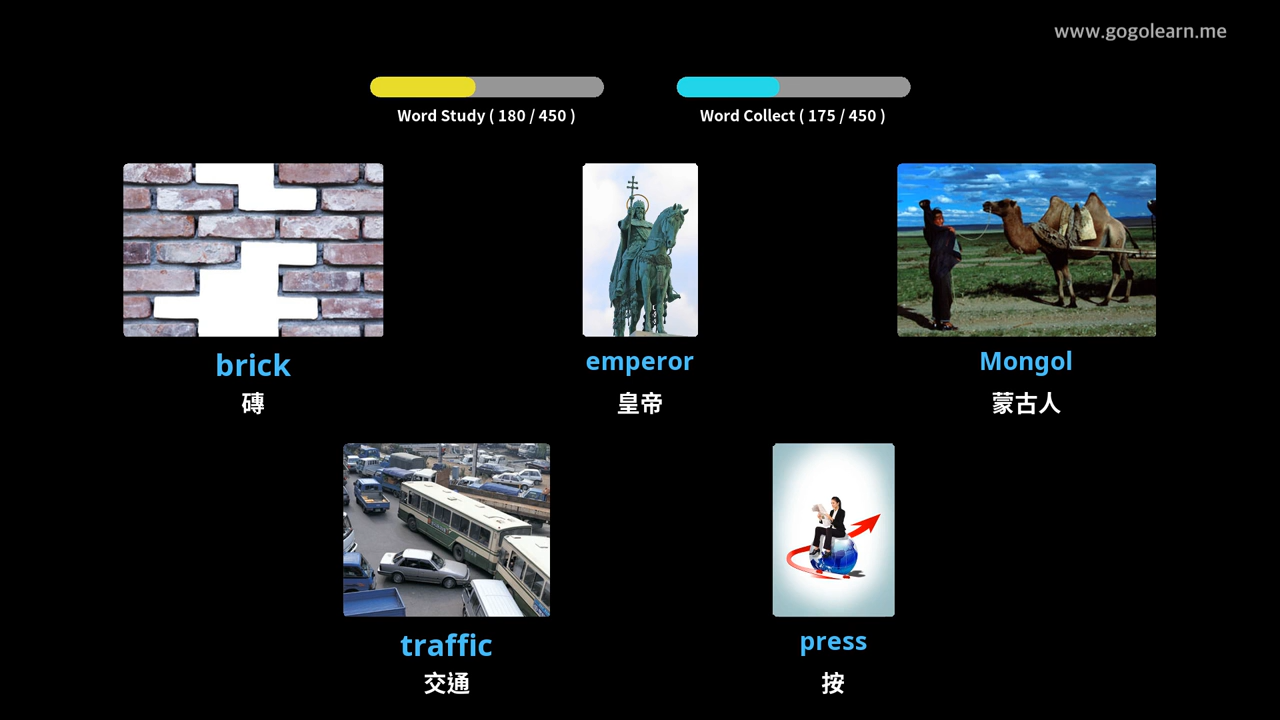 www.gogolearn.me
Word Study ( 180 / 450 )
Word Collect ( 175 / 450 )
brick
emperor
Mongol
磚
皇帝
蒙古人
traffic
press
交通
按